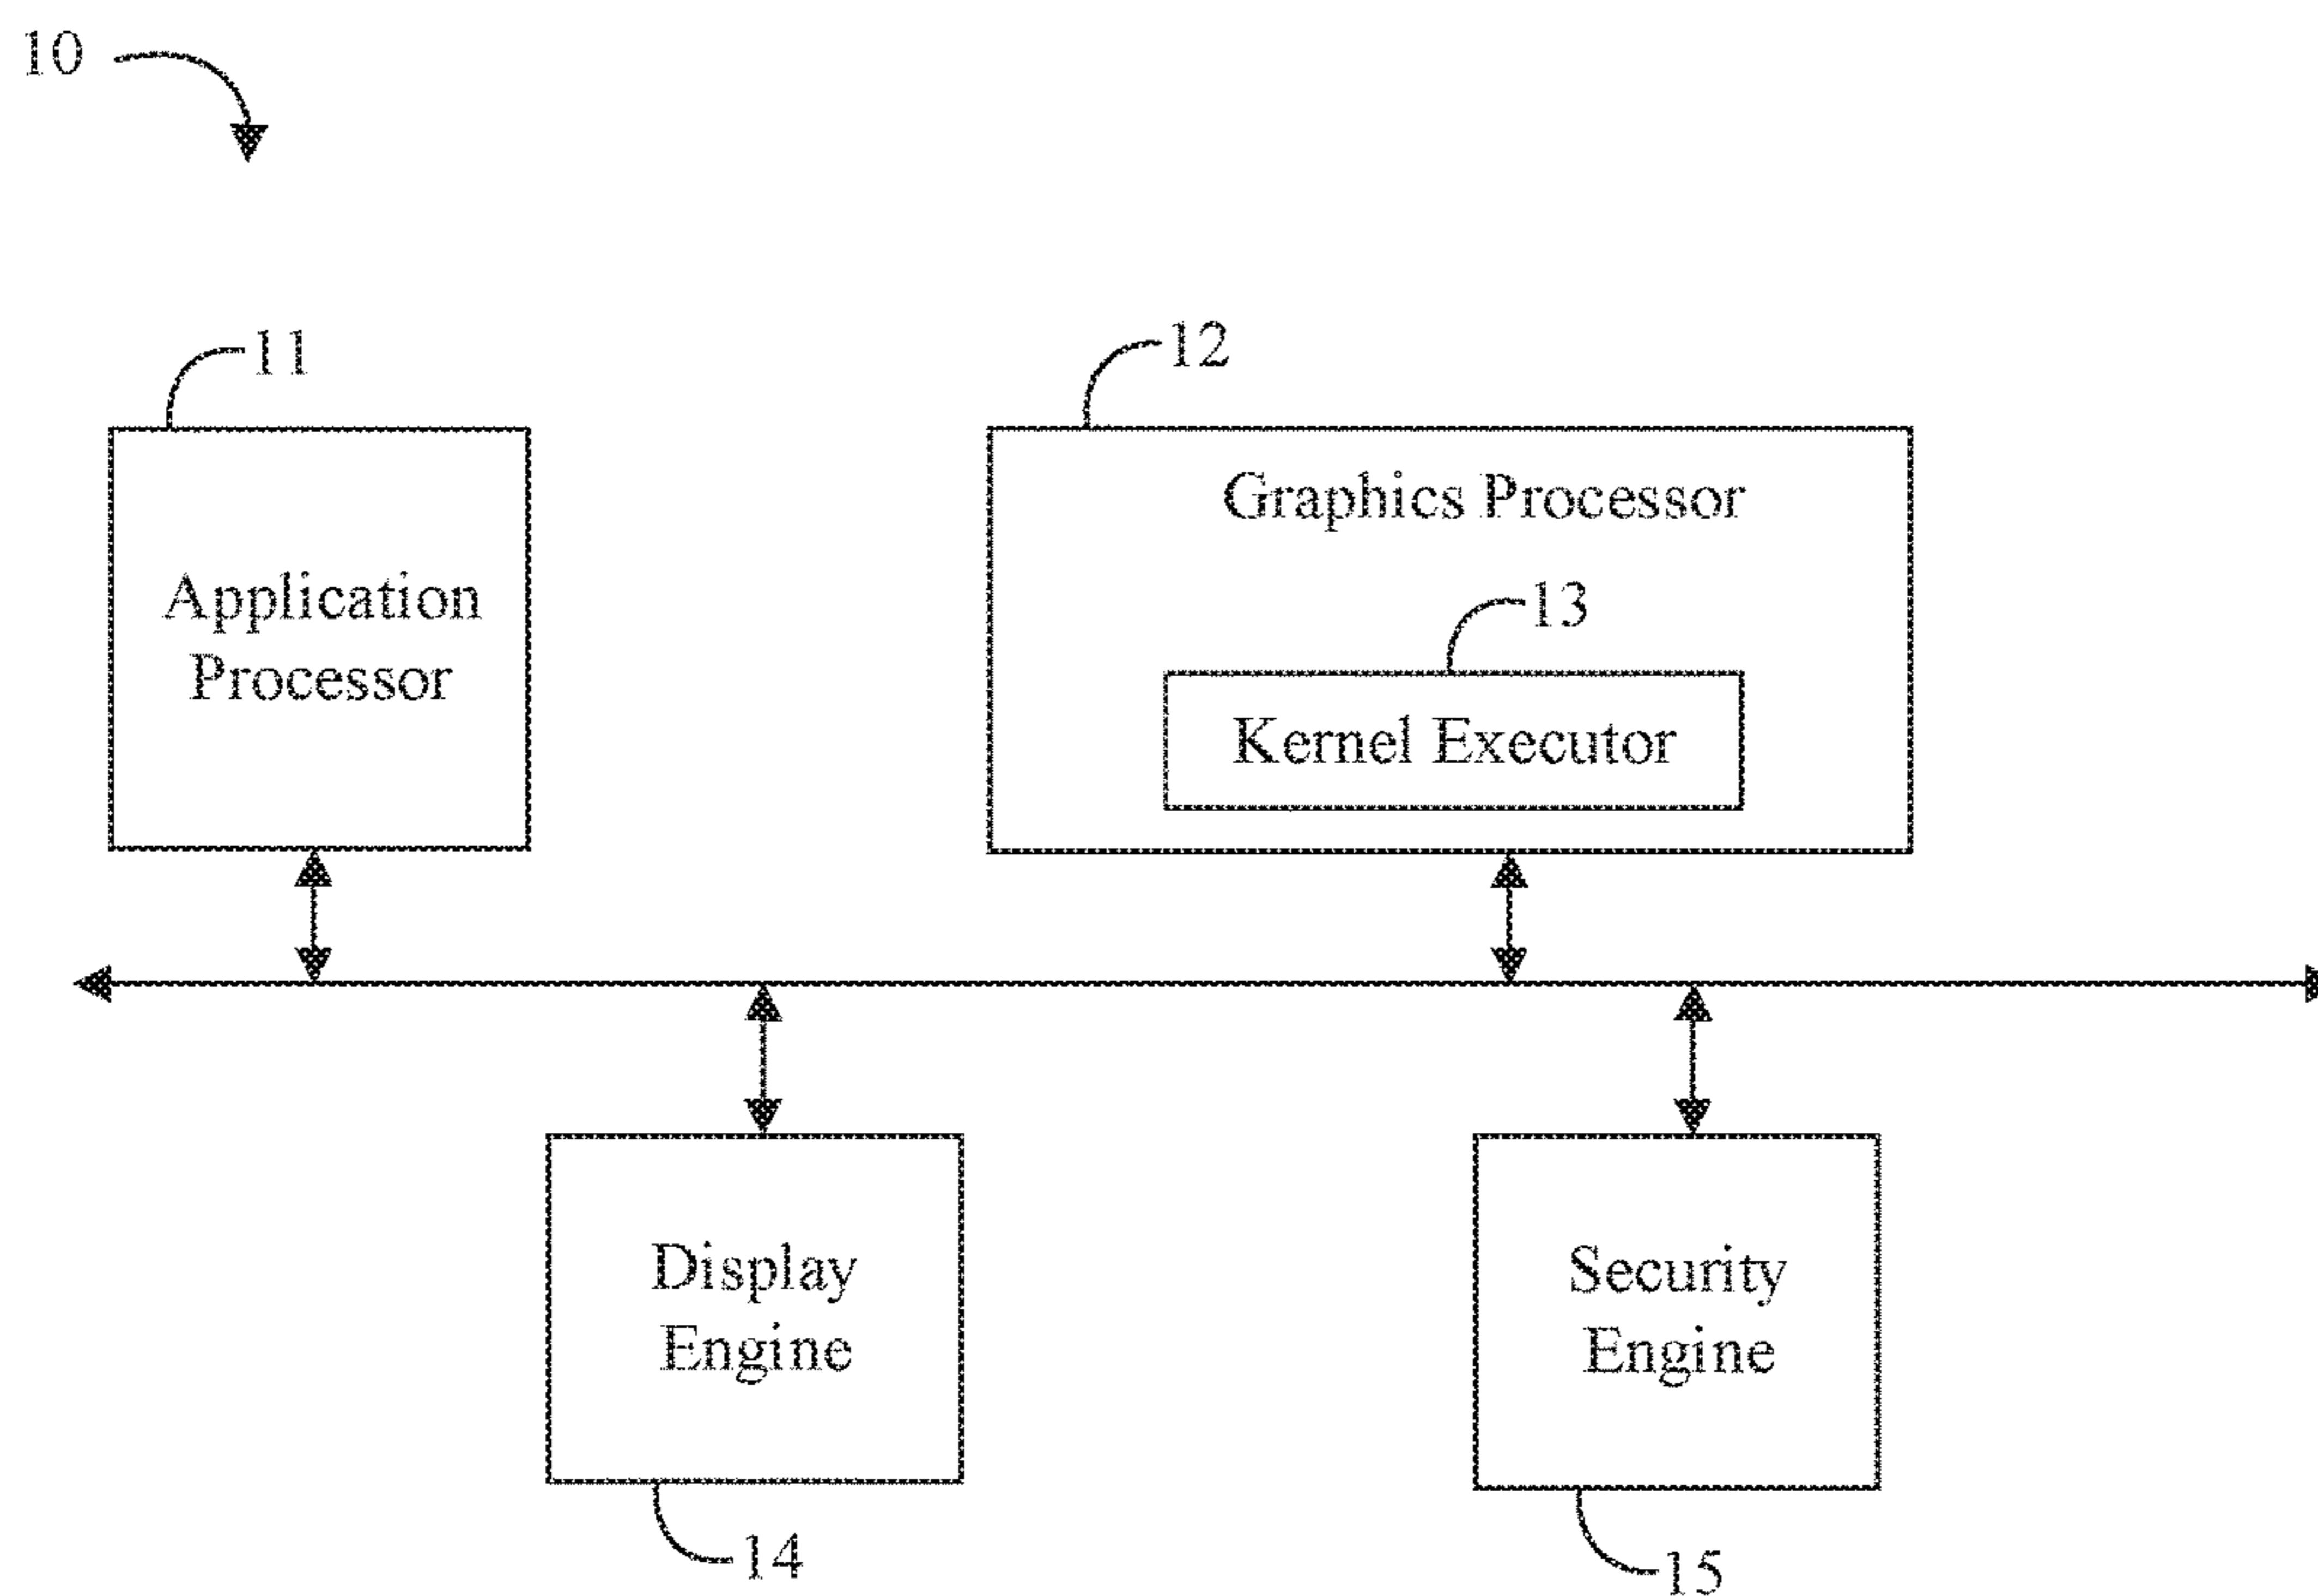 10
11
12
Graphics Processor
Application
Processor
13
Kernel Executor
Display
Engine
Security
Engine
14
15